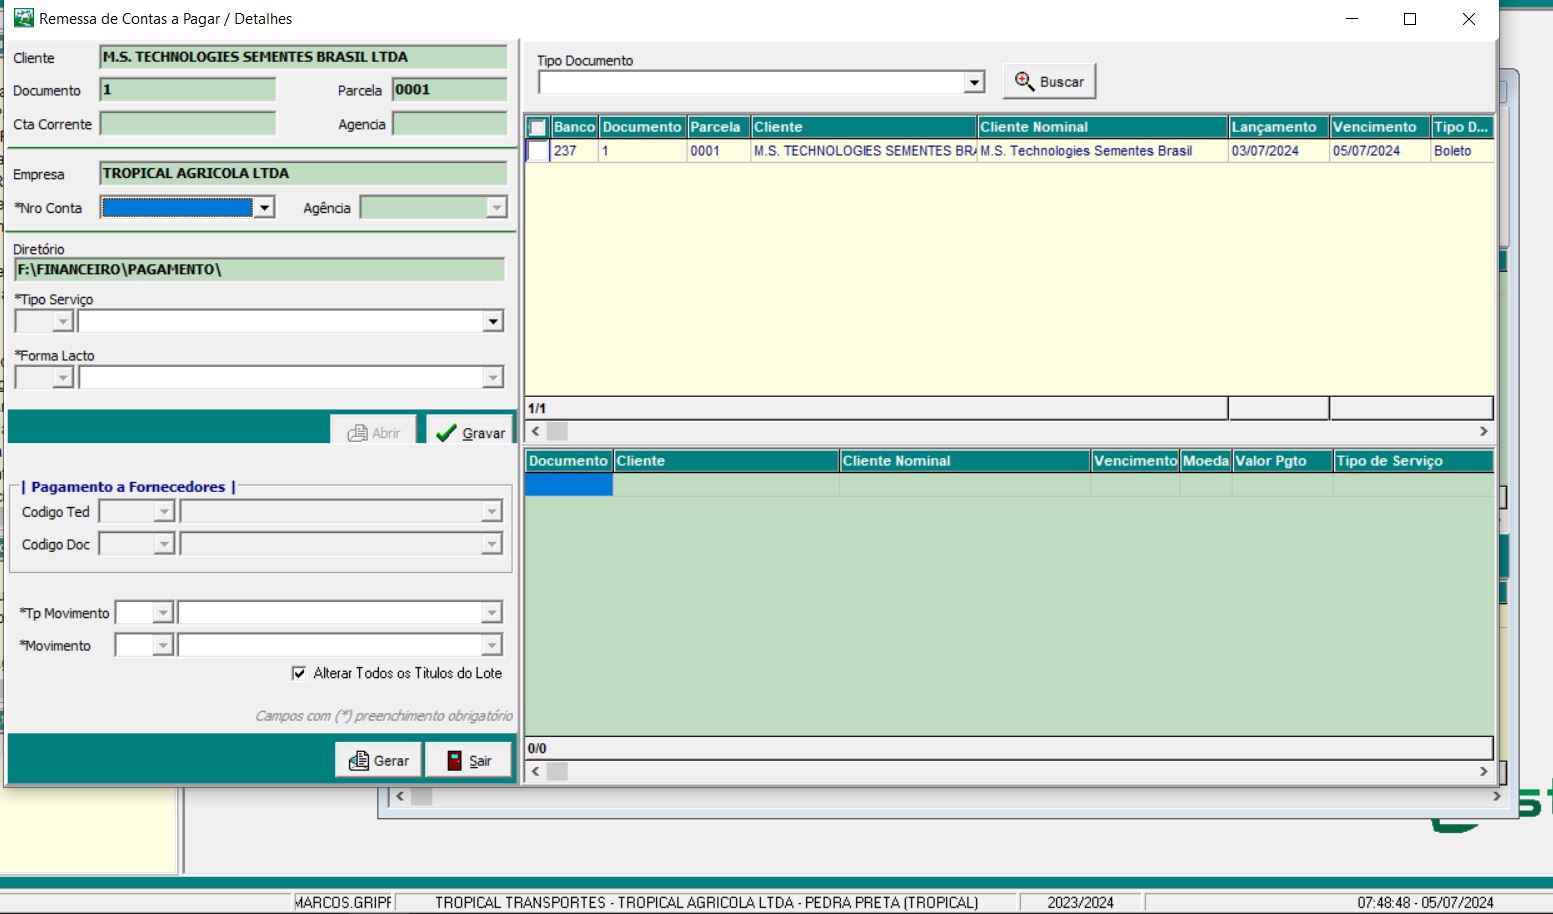 Remessa de Contas a Pagar / Detalhes
Cliente M.S. TECHNOLOGIES SEMENTES BRASIL LTDA
Documento 1 Parcela 0001
Cta Corrente Agencia
Empresa TROPICAL AGRICOLA LTDA
*Nro Conta Agência
Diretório
F:\FINANCEIRO\PAGAMENTO\
*Tipo Serviço
*Forma Lacto
Abrir Gravar
| Pagamento a Fornecedores |
Codigo Ted
Codigo Doc
*Tp Movimento
*Movimento
Alterar Todos os Titulos do Lote
Campos com (*) preenchimento obrigatório
Gerar Sair
Tipo Documento
Buscar
Banco Documento Parcela Cliente Cliente Nominal Lançamento Vencimento Tipo D...
237 1 0001 M.S. TECHNOLOGIES SEMENTES BRA M.S. Technologies Sementes Brasil 03/07/2024 05/07/2024 Boleto
1/1
Documento Cliente Cliente Nominal Vencimento Moeda Valor Pgto Tipo de Serviço
0/0
MARCOS.GRIPF TROPICAL TRANSPORTES - TROPICAL AGRICOLA LTDA - PEDRA PRETA (TROPICAL) 2023/2024 07:48:48 - 05/07/2024